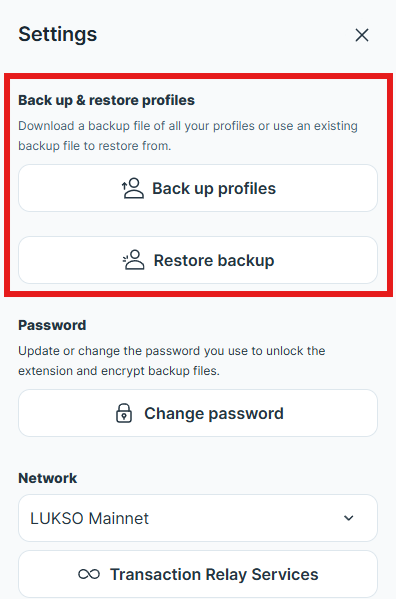 Settings
Back up & restore profiles
Download a backup file of all your profiles or use an existing
backup file to restore from.
Back up profiles
Restore backup
Password
Update or change the password you use to unlock the
extension and encrypt backup files.
Change password
Network
LUKSO Mainnet
Transaction Relay Services